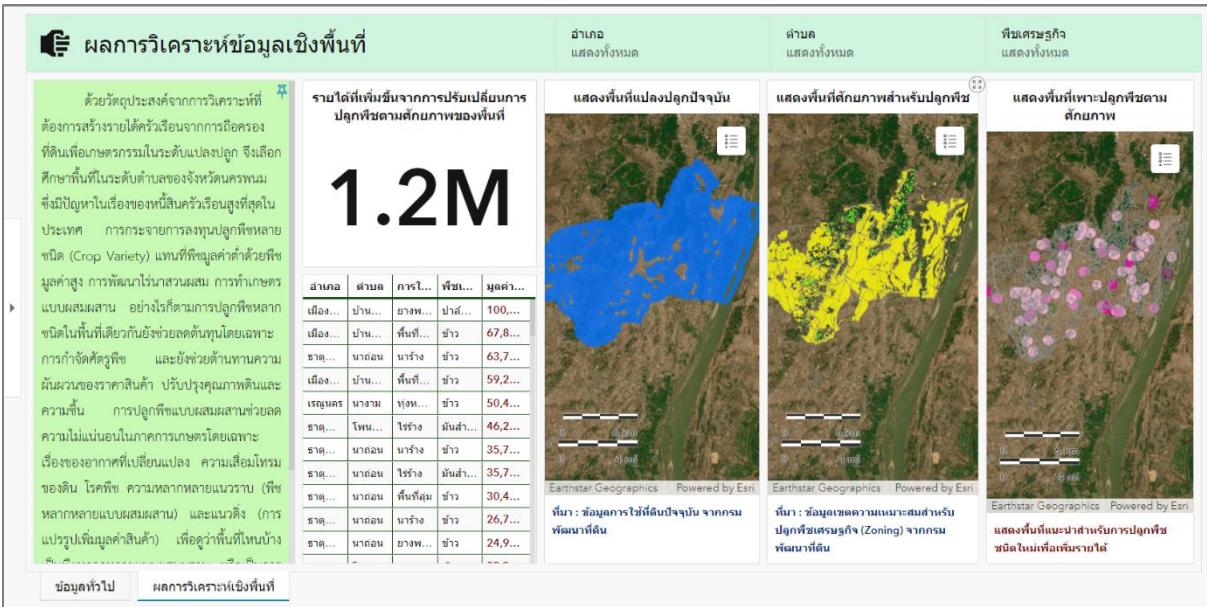 ผลการวิเคราะห์ข้อมูลเชิงพื้นที่
อำเภอ
แสดงทั้งหมด
ตำบล
แสดงทั้งหมด
พืชเศรษฐกิจ
แสดงทั้งหมด
ด้วยวัตถุประสงค์จากการวิเคราะห์ที่
ต้องการสร้างรายได้ครัวเรือนจากการถือครอง
ที่ดินเพื่อเกษตรกรรมในระดับแปลงปลูก จึงเลือก
ศึกษาพื้นที่ในระดับตำบลของจังหวัดนครพนม
ซึ่งมีปัญหาในเรื่องของหนี้สินครัวเรือนสูงที่สุดใน
ประเทศ การกระจายการลงทุนปลูกพืชหลาย
ชนิด (Crop Variety) แทนที่พืชมูลค่าต่ำด้วยพืช
มูลค่าสูง การพัฒนาไร่นาสวนผสม การทำเกษตร
แบบผสมผสาน อย่างไรก็ตามการปลูกพืชหลาก
ชนิดในพื้นที่เดียวกันยังช่วยลดต้นทุนโดยเฉพาะ
การกำจัดศัตรูพืช และยังช่วยต้านทานความ
ผันผวนของราคาสินค้า ปรับปรุงคุณภาพดินและ
ความชื้น การปลูกพืชแบบผสมผสานช่วยลด
ความไม่แน่นอนในภาคการเกษตรโดยเฉพาะ
เรื่องของอากาศที่เปลี่ยนแปลง ความเสื่อมโทรม
ของดิน โรคพืช ความหลากหลายแนวราบ (พืช
หลากหลายแบบผสมผสาน) และแนวดิ่ง (การ
แปรรูปเพิ่มมูลค่าสินค้า) เพื่อดูว่าพื้นที่ไหนบ้าง
รายได้ที่เพิ่มขึ้นจากการปรับเปลี่ยนการ
ปลูกพืชตามศักยภาพของพื้นที่
1.2M
อำเภอ ตำบล การใ... พืชเ... มูลค่า...
เมือง... บ้าน... ยางพ... ปาล์... 100,...
เมือง... บ้าน... พื้นที่... ข้าว 67,8...
ธาตุ... นาถ่อน นาร้าง ข้าว 63,7...
เมือง... บ้าน... พื้นที่... ข้าว 59,2...
เรณูนคร นางาม ทุ่งห... ข้าว 50,4...
ธาตุ... โพน... ไร่ร้าง มันสำ... 46,2...
ธาตุ... นาถ่อน นาร้าง ข้าว 35,7...
ธาตุ... นาถ่อน ไร่ร้าง มันสำ... 35,7...
ธาตุ... นาถ่อน พื้นที่ลุ่ม ข้าว 30,4...
ธาตุ... นาถ่อน นาร้าง ข้าว 26,7...
ธาตุ... นาถ่อน ยางพ... ข้าว 24,9...
แสดงพื้นที่แปลงปลูกปัจจุบัน
0 6 km
0 4 mi
Earthstar Geographics Powered by Esri
ที่มา : ข้อมูลการใช้ที่ดินปัจจุบัน จากกรม
พัฒนาที่ดิน
แสดงพื้นที่ศักยภาพสำหรับปลูกพืช
0 6 km
0 4 mi
Earthstar Geographics Powered by Esri
ที่มา : ข้อมูลเขตความเหมาะสมสำหรับ
ปลูกพืชเศรษฐกิจ (Zoning) จากกรม
พัฒนาที่ดิน
แสดงพื้นที่เพาะปลูกพืชตาม
ศักยภาพ
0 6 km
0 4 mi
Earthstar Geographics Powered by Esri
แสดงพื้นที่แนะนำสำหรับการปลูกพืช
ชนิดใหม่เพื่อเพิ่มรายได้
ข้อมูลทั่วไป
ผลการวิเคราะห์เชิงพื้นที่